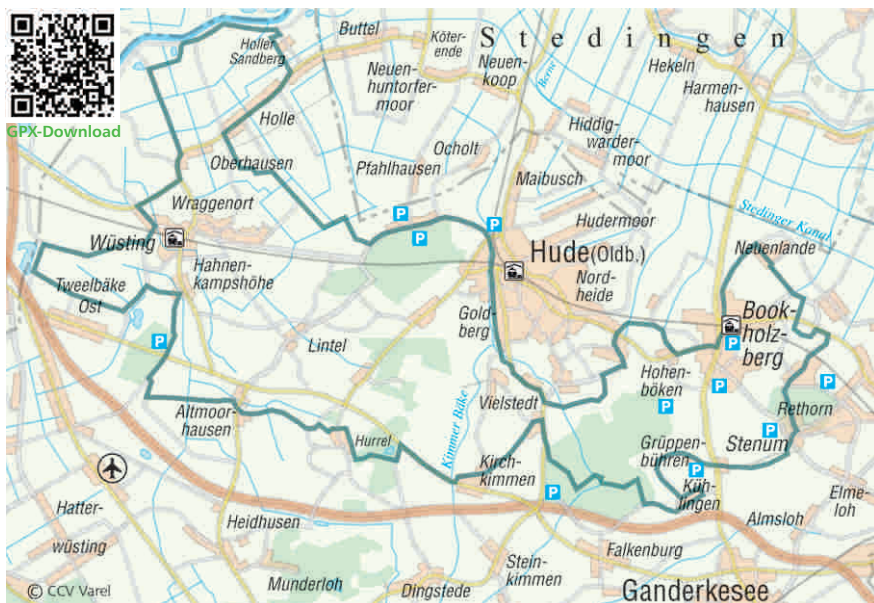 GPX-Download
Stedingen
Buttel
Köter-
ende
Holler
Sandberg
Neuen-
huntorfer-
moor
Neuen-
koop
Berne
Hekeln
Harmen-
hausen
Holle
Hiddig-
warder-
moor
Oberhausen
Pfahlhausen
Ocholt
Maibusch
Wraggenort
P
P
P
Hudermoor
Stedinger Kanal
Wüsting
Hude (Oldb.)
Neuenlande
Hahnen-
kampshöhe
Nord-
heide
Tweelbäke
Ost
Gold-
berg
Book-
holz-
berg
P
P
Lintel
Hohen-
böken
P
P
P
Rethorn
Altmoor-
hausen
Vielstedt
Kimmer Bäke
Hurrel
Grüppen-
bühren
P
Stenum
Kirch-
kimmen
P
P
Küh-
lingen
Elme-
loh
Hatter-
wüsting
Heidhusen
Almsloh
Stein-
kimmen
Falkenburg
Munderloh
Dingstede
Ganderkesee
© CCV Varel